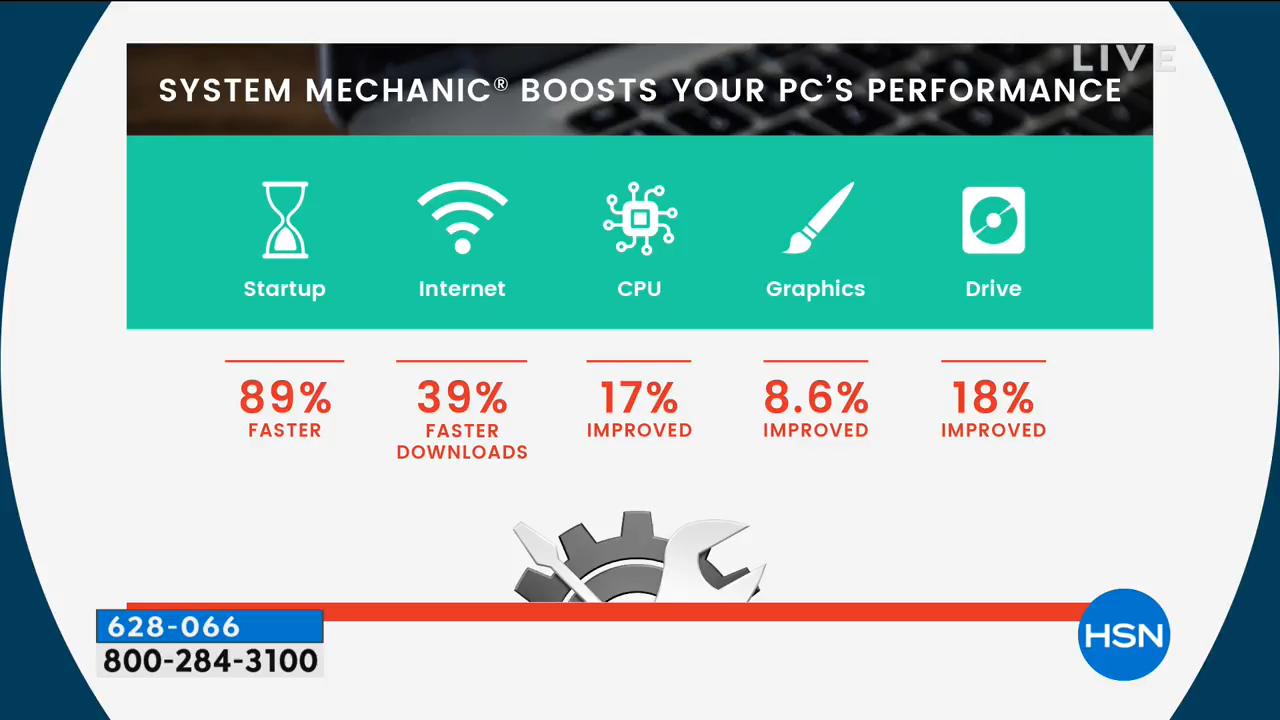 LIVE
SYSTEM MECHANIC® BOOSTS YOUR PC'S PERFORMANCE
Startup
Internet
CPU
Graphics
Drive
89%
FASTER
39%
FASTER
DOWNLOADS
17%
IMPROVED
8.6%
IMPROVED
18%
IMPROVED
628-066
800-284-3100
HSN